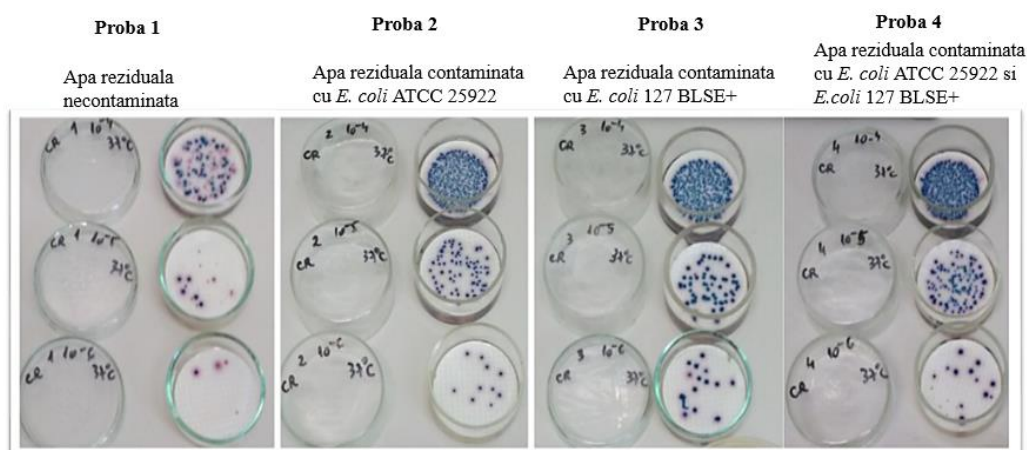 Proba 1
Apa reziduala
necontaminata
Proba 2
Apa reziduala contaminata
cu E. coli ATCC 25922
Proba 3
Apa reziduala contaminata
cu E. coli 127 BLSE+
Proba 4
Apa reziduala contaminata
cu E. coli ATCC 25922 si
E.coli 127 BLSE+
CR 1 10-4 37°C
CR 1 10-5 37°C
CR 1 10-6 37°C
2 10-4 CR 37°C
2 10-5 CR 37°C
2 10-6 CR 37°C
3 10-4 CR 37°C
3 10-5 CR 37°C
3 10-6 CR 37°C
4 10-4 CR 37°C
4 10-5 CR 37°C
4 10-6 CR 37°C